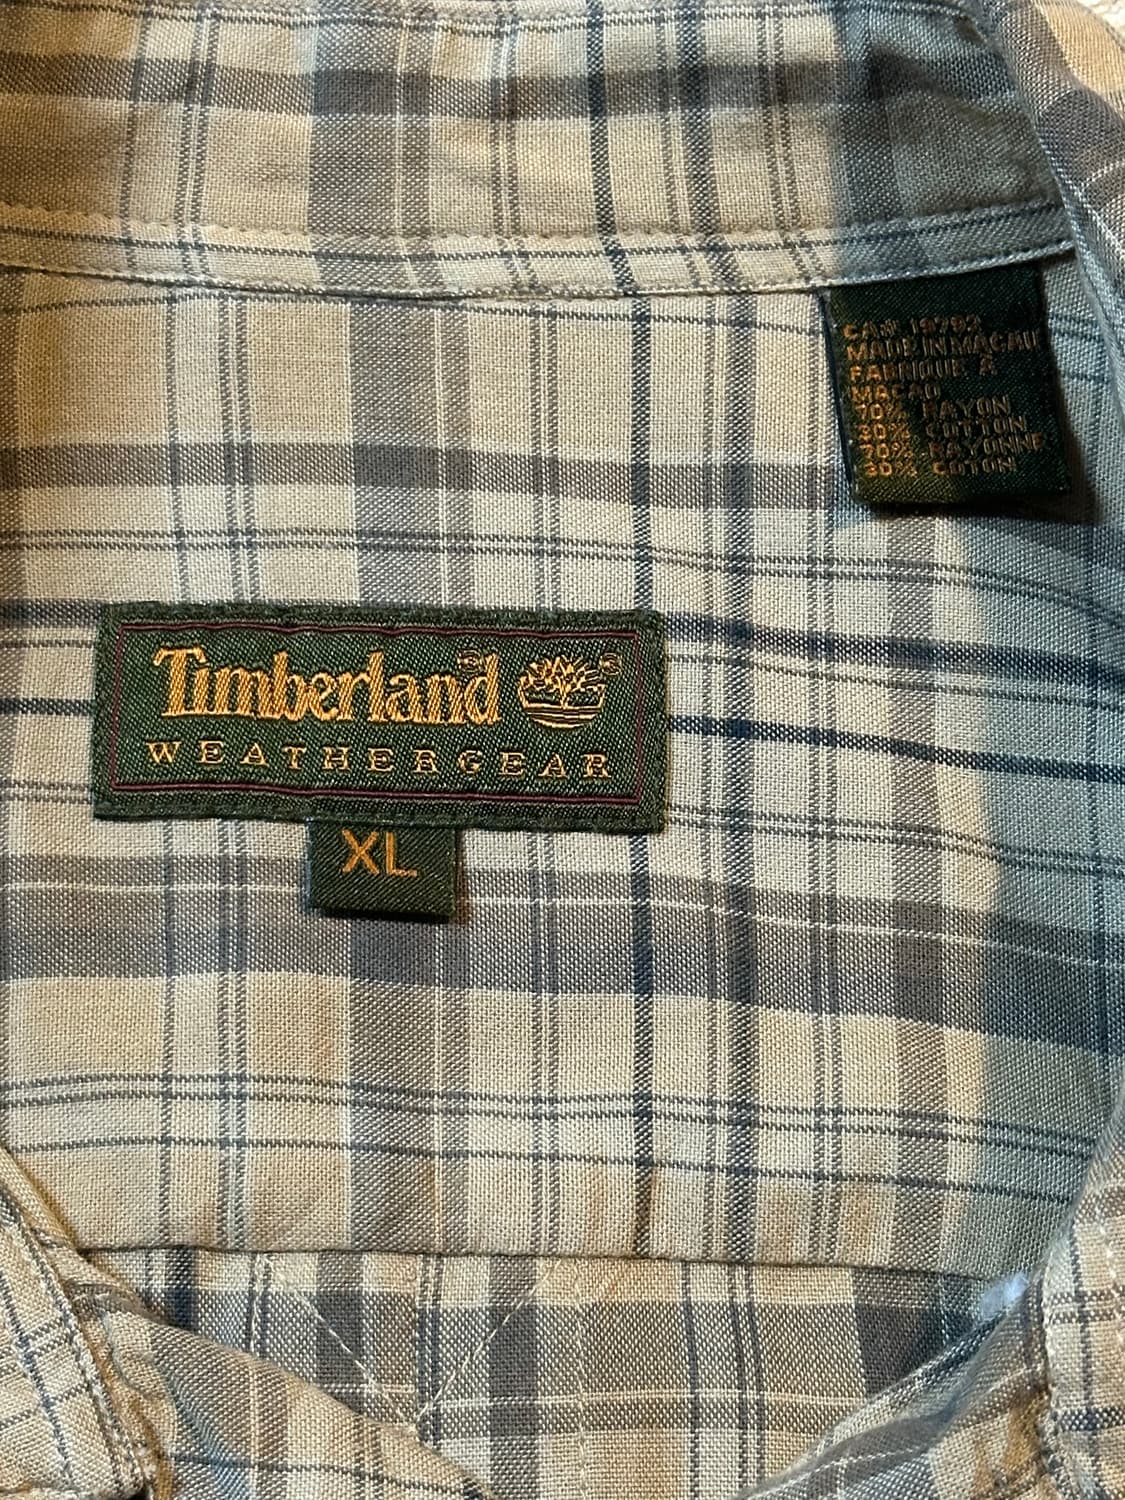 CA# 19792
MADE IN MACAU
FABRIQUE A
MACAO
70% RAYON
30% COTTON
70% RAYONNE
30% COTON
Timberland® ®
WEATHERGEAR
XL